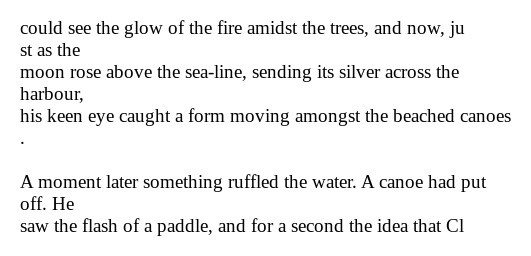 could see the glow of the fire amidst the trees, and now, ju
st as the
moon rose above the sea-line, sending its silver across the
harbour,
his keen eye caught a form moving amongst the beached canoes
.
A moment later something ruffled the water. A canoe had put
off. He
saw the flash of a paddle, and for a second the idea that Cl